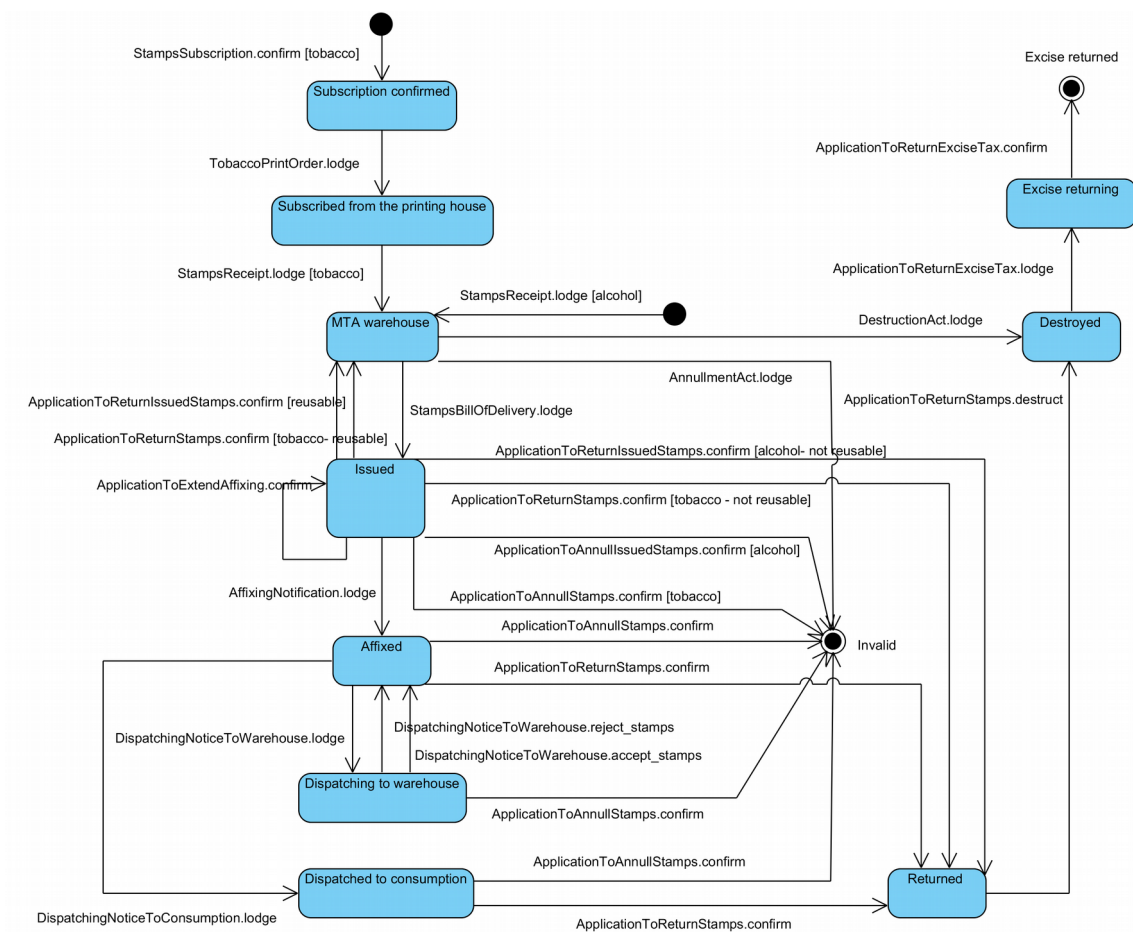 StampsSubscription.confirm [tobacco]
Excise returned
Subscription confirmed
ApplicationToReturnExciseTax.confirm
TobaccoPrintOrder.lodge
Excise returning
Subscribed from the printing house
StampsReceipt.lodge [tobacco]
ApplicationToReturnExciseTax.lodge
StampsReceipt.lodge [alcohol]
MTA warehouse
DestructionAct.lodge
Destroyed
AnnullmentAct.lodge
ApplicationToReturnIssuedStamps.confirm [reusable]
StampsBillOfDelivery.lodge
ApplicationToReturnStamps.destruct
ApplicationToReturnStamps.confirm [tobacco- reusable]
ApplicationToReturnIssuedStamps.confirm [alcohol- not reusable]
Issued
ApplicationToExtendAffixing.confirm
ApplicationToReturnStamps.confirm [tobacco - not reusable]
ApplicationToAnnullIssuedStamps.confirm [alcohol]
AffixingNotification.lodge
ApplicationToAnnullStamps.confirm [tobacco]
ApplicationToAnnullStamps.confirm
Affixed
Invalid
ApplicationToReturnStamps.confirm
DispatchingNoticeToWarehouse.reject_stamps
DispatchingNoticeToWarehouse.lodge
DispatchingNoticeToWarehouse.accept_stamps
Dispatching to warehouse
ApplicationToAnnullStamps.confirm
ApplicationToAnnullStamps.confirm
Dispatched to consumption
Returned
DispatchingNoticeToConsumption.lodge
ApplicationToReturnStamps.confirm